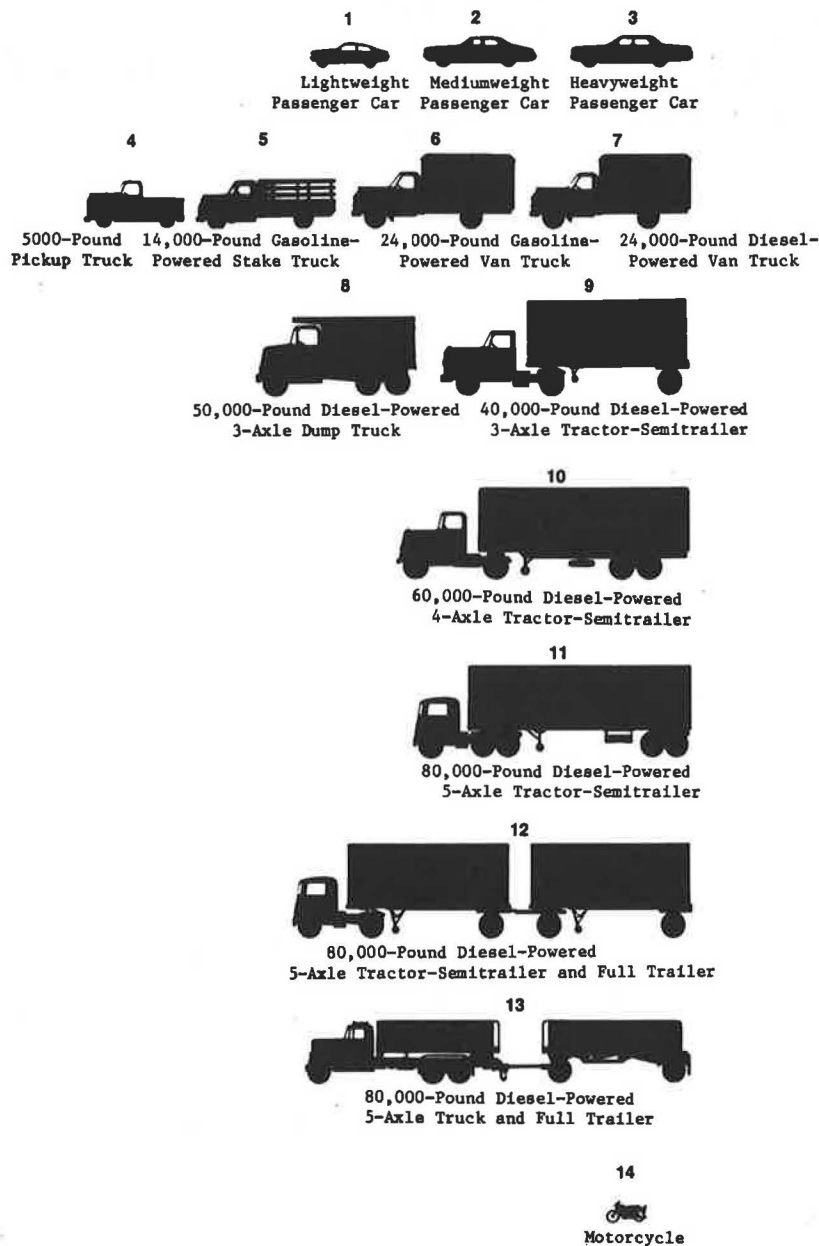 1 2 3
Lightweight Mediumweight Heavyweight
Passenger Car Passenger Car Passenger Car
4 5 6 7
5000-Pound 14,000-Pound Gasoline- 24,000-Pound Gasoline- 24,000-Pound Diesel-
Pickup Truck Powered Stake Truck Powered Van Truck Powered Van Truck
8 9
50,000-Pound Diesel-Powered 40,000-Pound Diesel-Powered
3-Axle Dump Truck 3-Axle Tractor-Semitrailer
10
60,000-Pound Diesel-Powered
4-Axle Tractor-Semitrailer
11
80,000-Pound Diesel-Powered
5-Axle Tractor-Semitrailer
12
80,000-Pound Diesel-Powered
5-Axle Tractor-Semitrailer and Full Trailer
13
80,000-Pound Diesel-Powered
5-Axle Truck and Full Trailer
14
Motorcycle